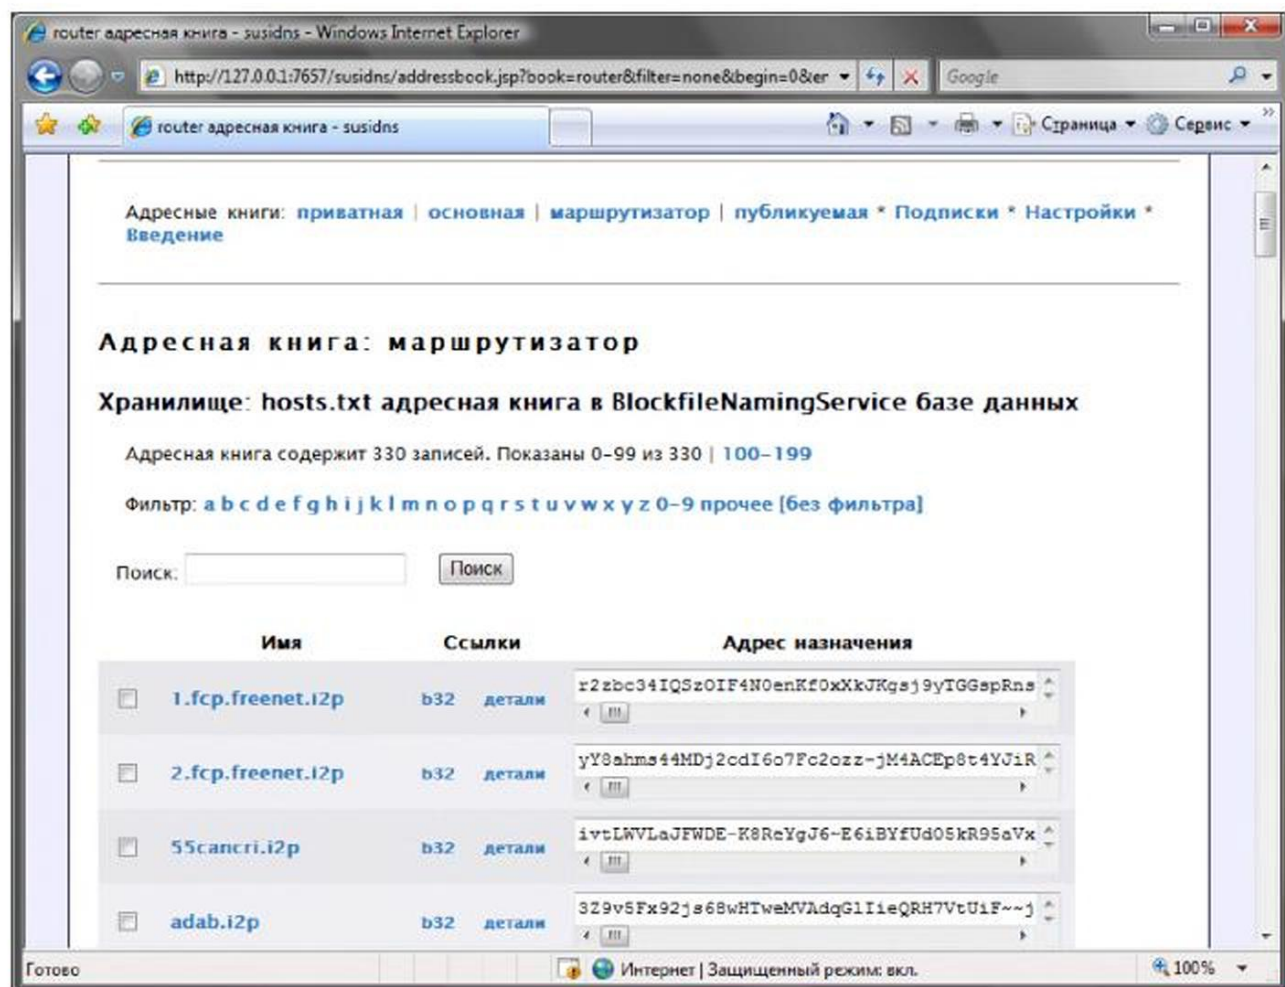 router адресная книга - susidns - Windows Internet Explorer
http://127.0.0.1:7657/susidns/addressbook.jsp?book=router&filter=none&begin=0&er
Google
router адресная книга - susidns
Страница
Сервис
Адресные книги: приватная | основная | маршрутизатор | публикуемая * Подписки * Настройки *
Введение
Адресная книга: маршрутизатор
Хранилище: hosts.txt адресная книга в BlockfileNamingService базе данных
Адресная книга содержит 330 записей. Показаны 0-99 из 330 | 100-199
Фильтр: a b c d e f g h i j k l m n o p q r s t u v w x y z 0-9 прочее [без фильтра]
Поиск: Поиск
Имя Ссылки Адрес назначения
1.fcp.freenet.i2p b32 детали r2zbc34IQSzOIF4N0enKf0xXkJKgsj9yTGGspRns
2.fcp.freenet.i2p b32 детали yY8ahms44MDj2cdI6o7Fc2ozz-jM4ACEp8t4YJiR
55cancri.i2p b32 детали ivtLWVLaJFWDE-K8ReYgJ6-E6iBYfUd05kR95aVx
adab.i2p b32 детали 3Z9v5Fx92js68wHTweMVAdqGlIieQRH7VtUiF~~j
Готово Интернет | Защищенный режим: вкл. 100%